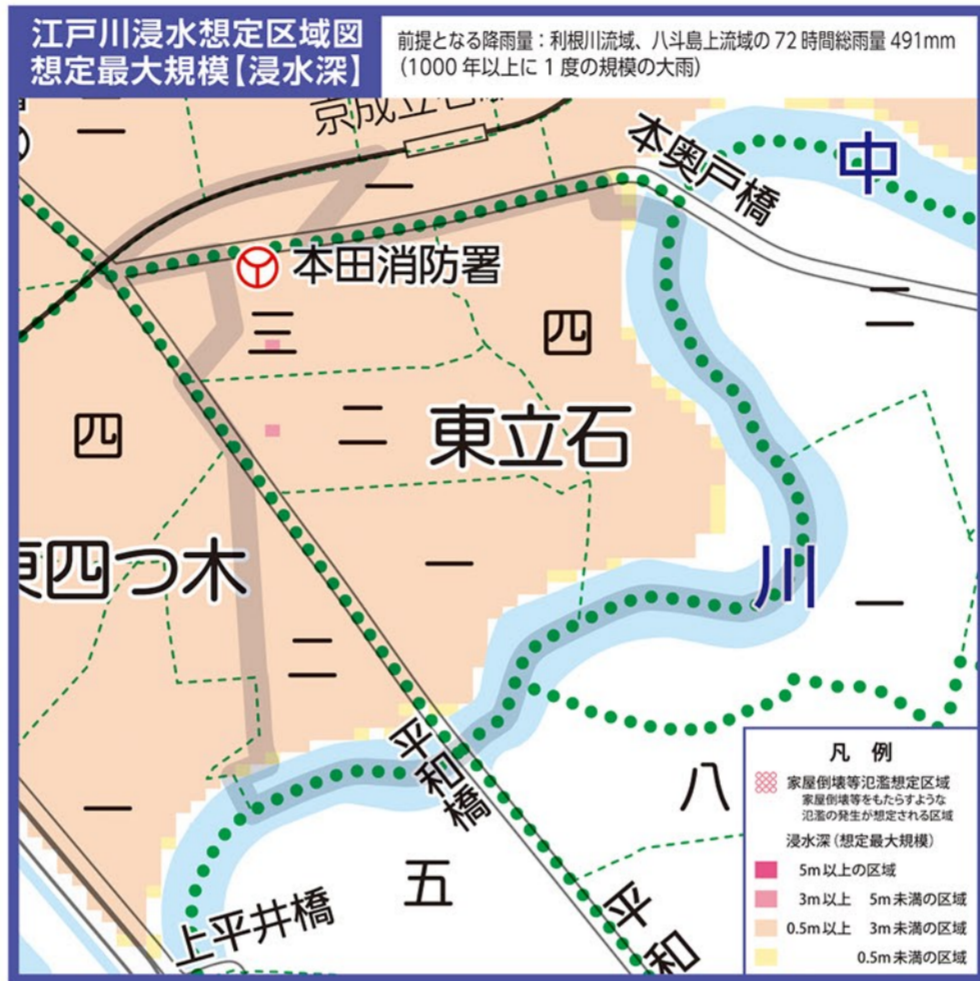 江戸川浸水想定区域図
想定最大規模【浸水深】
前提となる降雨量：利根川流域、八斗島上流域の72時間総雨量491mm
（1000年以上に1度の規模の大雨）
二
京成立石
一
本奥戸橋
中
本田消防署
三
四
二
四
二
東立石
東四つ木
一
川
一
二
平和橋
八
一
五
上平井橋
平和
凡例
家屋倒壊等氾濫想定区域
家屋倒壊等をもたらすような
氾濫の発生が想定される区域
浸水深（想定最大規模）
5m以上の区域
3m以上 5m未満の区域
0.5m以上 3m未満の区域
0.5m未満の区域